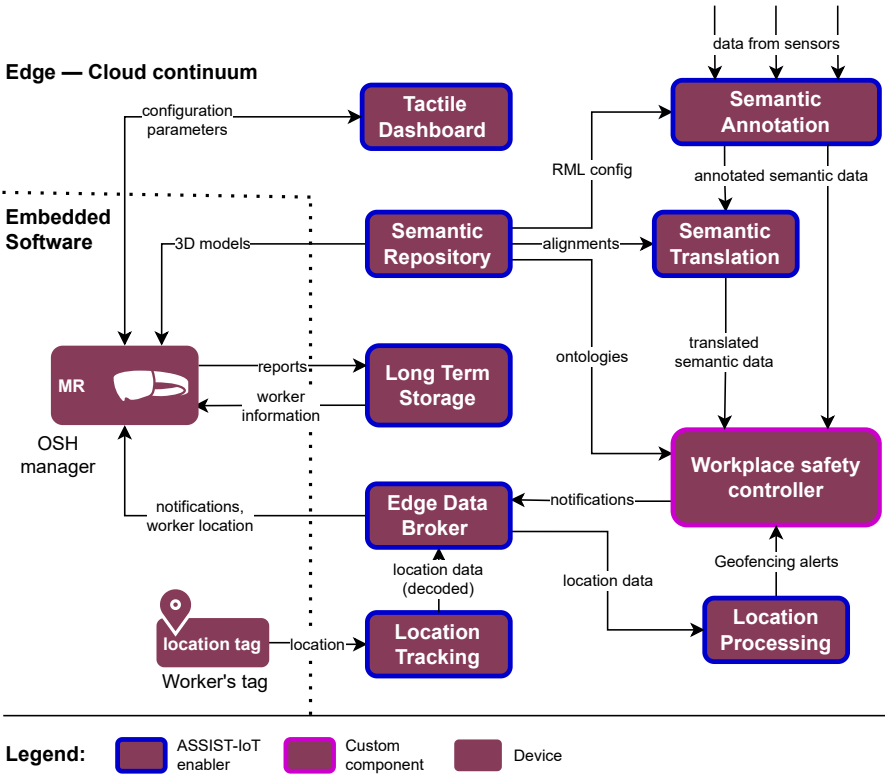 data from sensors
Edge — Cloud continuum
configuration
parameters
Tactile
Dashboard
Semantic
Annotation
RML config
annotated semantic data
Embedded
Software
3D models
Semantic
Repository
alignments
Semantic
Translation
ontologies
translated
semantic data
MR
OSH
manager
reports
worker
information
Long Term
Storage
Workplace safety
controller
notifications,
worker location
Edge Data
Broker
notifications
location data
(decoded)
location data
Geofencing alerts
location tag
Worker's tag
location
Location
Tracking
Location
Processing
Legend:
ASSIST-IoT
enabler
Custom
component
Device